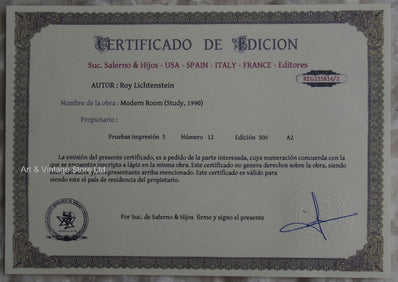 CERTIFICADO DE EDICION
Suc. Salerno & Hijos - USA - SPAIN - ITALY - FRANCE - Editores
REG255814/2
AUTOR : Roy Lichtenstein
Nombre de la obra : Modern Room (Study, 1990)
Propietario :
Pruebas impresión 3 Número 12 Edición 300 A2
La emisión del presente certificado, es a pedido de la parte interesada, cuya numeración concuerda con la
que se encuentra inscripta a lápiz en la misma obra. Este certificado no genera derechos sobre la obra, siendo
Art & Vintage Store Ltd.
y presentante arriba mencionado. Este certificado es válido para
siendo este el país de residencia del propietario.
Por Suc. de Salerno & Hijos firmo y signo el presente